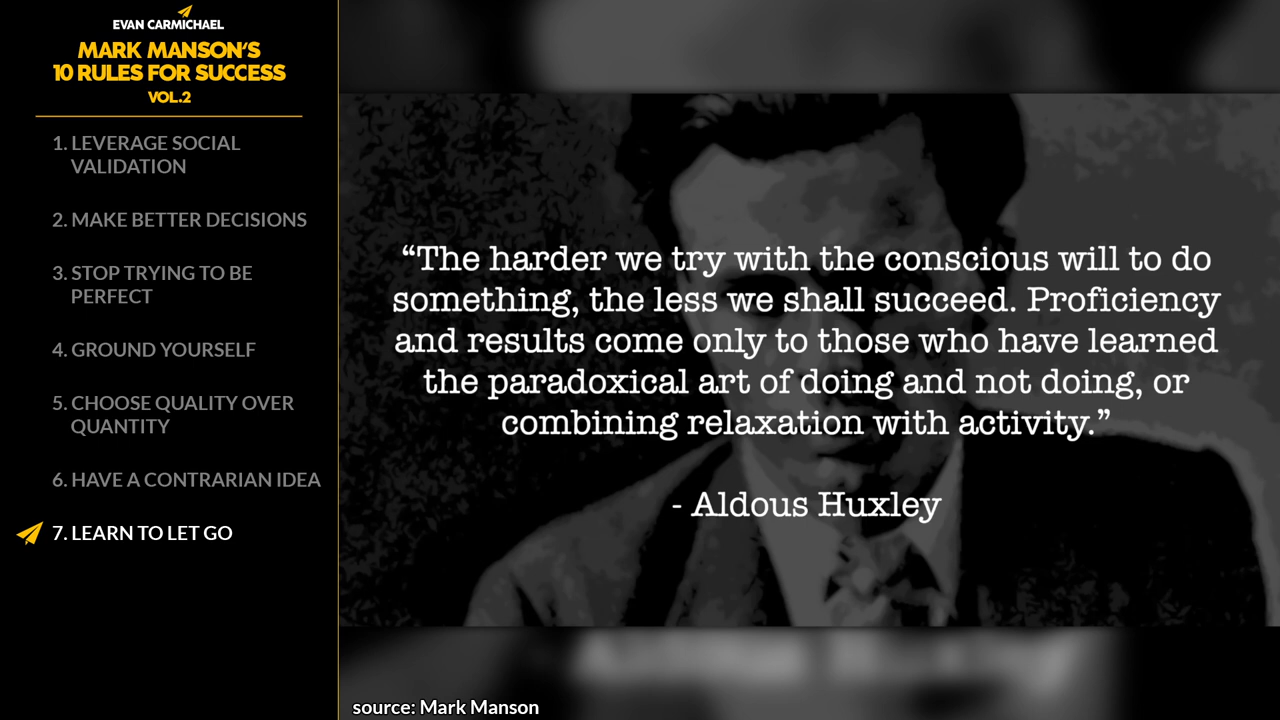 EVAN CARMICHAEL
MARK MANSON'S
10 RULES FOR SUCCESS
VOL.2
1. LEVERAGE SOCIAL
VALIDATION
2. MAKE BETTER DECISIONS
3. STOP TRYING TO BE
PERFECT
4. GROUND YOURSELF
5. CHOOSE QUALITY OVER
QUANTITY
6. HAVE A CONTRARIAN IDEA
7. LEARN TO LET GO
“The harder we try with the conscious will to do
something, the less we shall succeed. Proficiency
and results come only to those who have learned
the paradoxical art of doing and not doing, or
combining relaxation with activity.”
- Aldous Huxley
source: Mark Manson